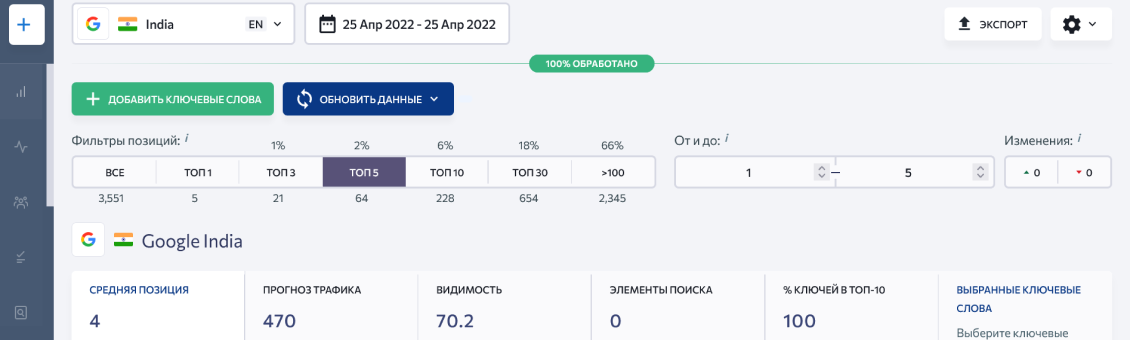 India EN 25 Апр 2022 - 25 Апр 2022 ЭКСПОРТ
100% ОБРАБОТАНО
ДОБАВИТЬ КЛЮЧЕВЫЕ СЛОВА ОБНОВИТЬ ДАННЫЕ
Фильтры позиций: i От и до: i Изменения: i
1% 2% 6% 18% 66%
ВСЕ ТОП 1 ТОП 3 ТОП 5 ТОП 10 ТОП 30 >100 1 — 5 0 0
3,551 5 21 64 228 654 2,345
Google India
СРЕДНЯЯ ПОЗИЦИЯ ПРОГНОЗ ТРАФИКА ВИДИМОСТЬ ЭЛЕМЕНТЫ ПОИСКА % КЛЮЧЕЙ В ТОП-10 ВЫБРАННЫЕ КЛЮЧЕВЫЕ
СЛОВА
4 470 70.2 0 100
Выберите ключевые